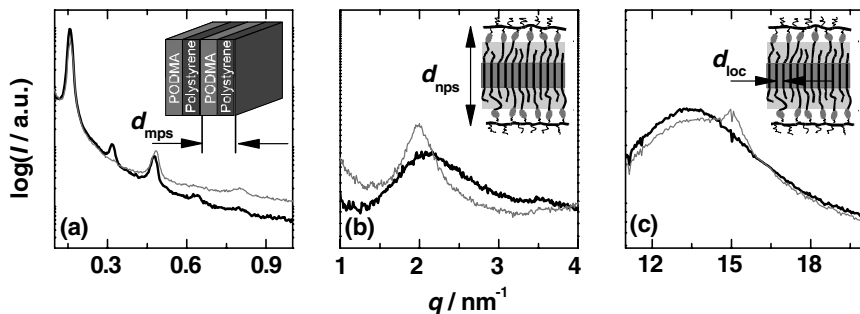 log(I / a.u.)
PODMA
Polystyrene
PODMA
Polystyrene
d_mps
(a)
0.3 0.6 0.9
d_nps
(b)
1 2 3 4
q / nm⁻¹
d_loc
(c)
12 15 18